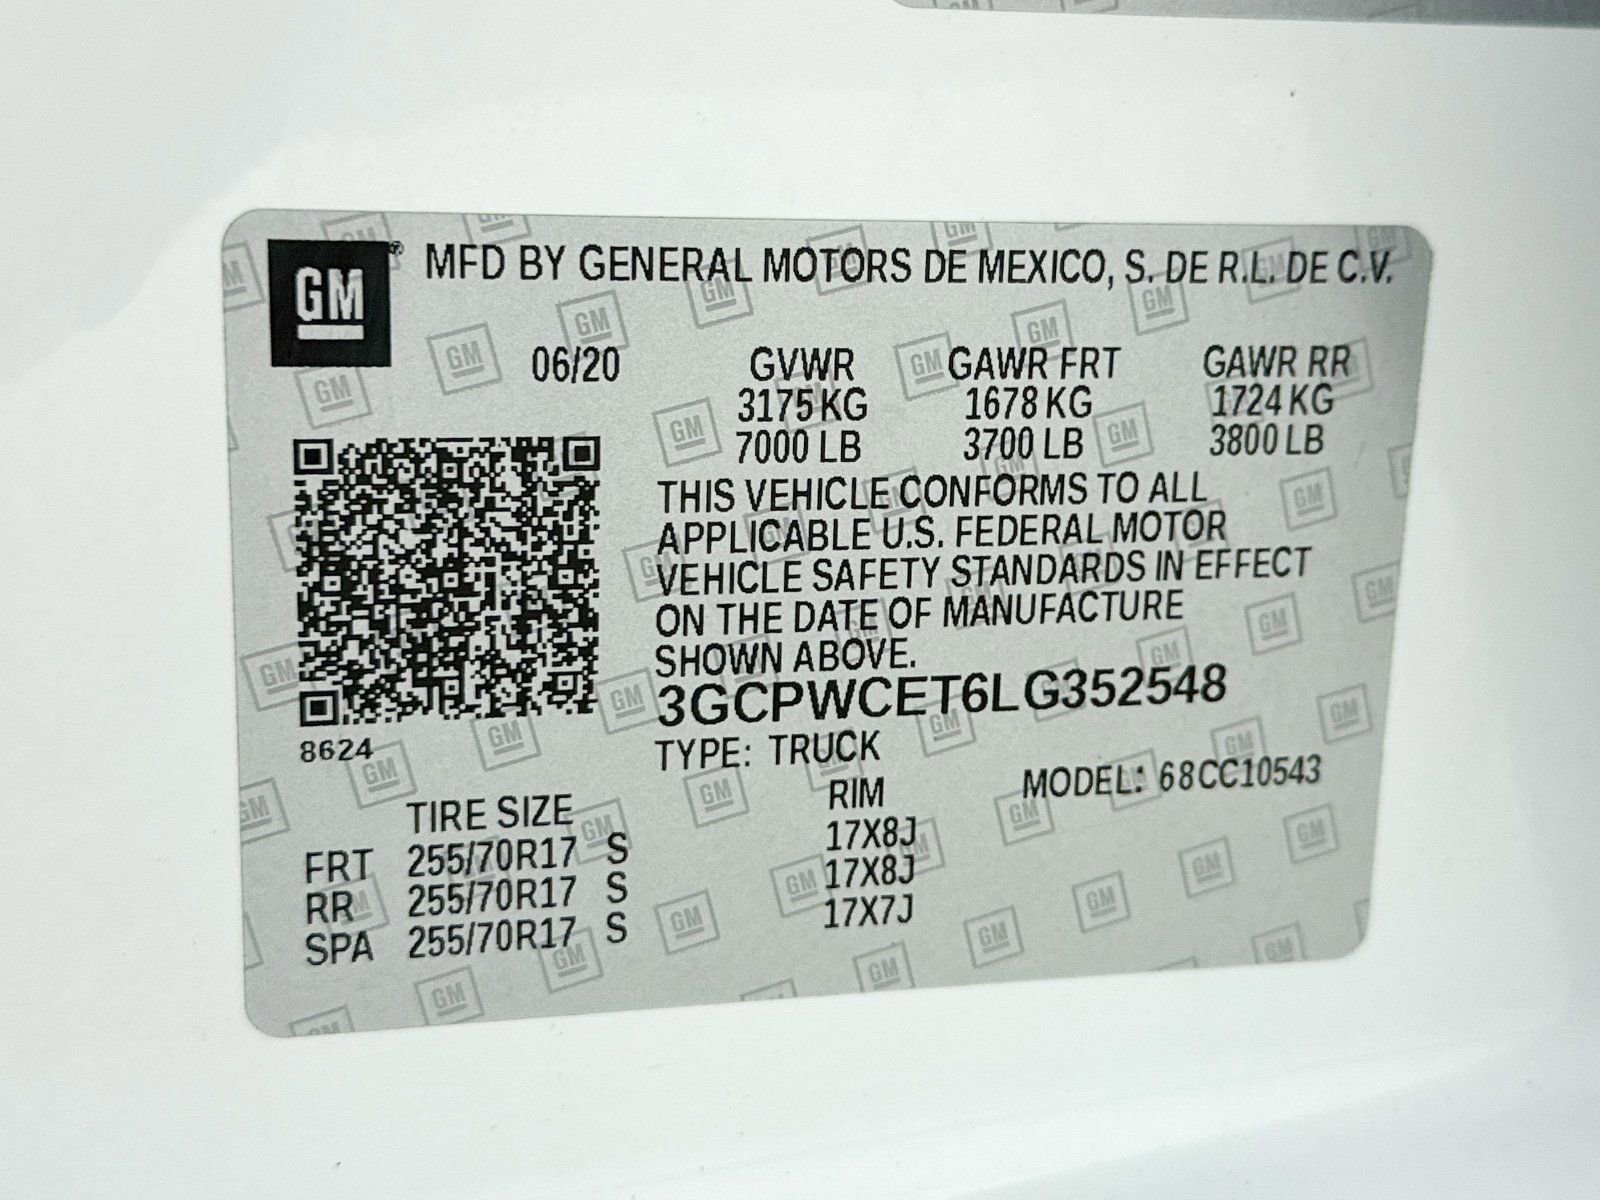 GM
MFD BY GENERAL MOTORS DE MEXICO, S. DE R.L. DE C.V.
06/20 GVWR GAWR FRT GAWR RR
3175 KG 1678 KG 1724 KG
7000 LB 3700 LB 3800 LB
THIS VEHICLE CONFORMS TO ALL
APPLICABLE U.S. FEDERAL MOTOR
VEHICLE SAFETY STANDARDS IN EFFECT
ON THE DATE OF MANUFACTURE
SHOWN ABOVE.
3GCPWCET6LG352548
8624
TYPE: TRUCK MODEL: 68CC10543
TIRE SIZE RIM
FRT 255/70R17 S 17X8J
RR 255/70R17 S 17X8J
SPA 255/70R17 S 17X7J